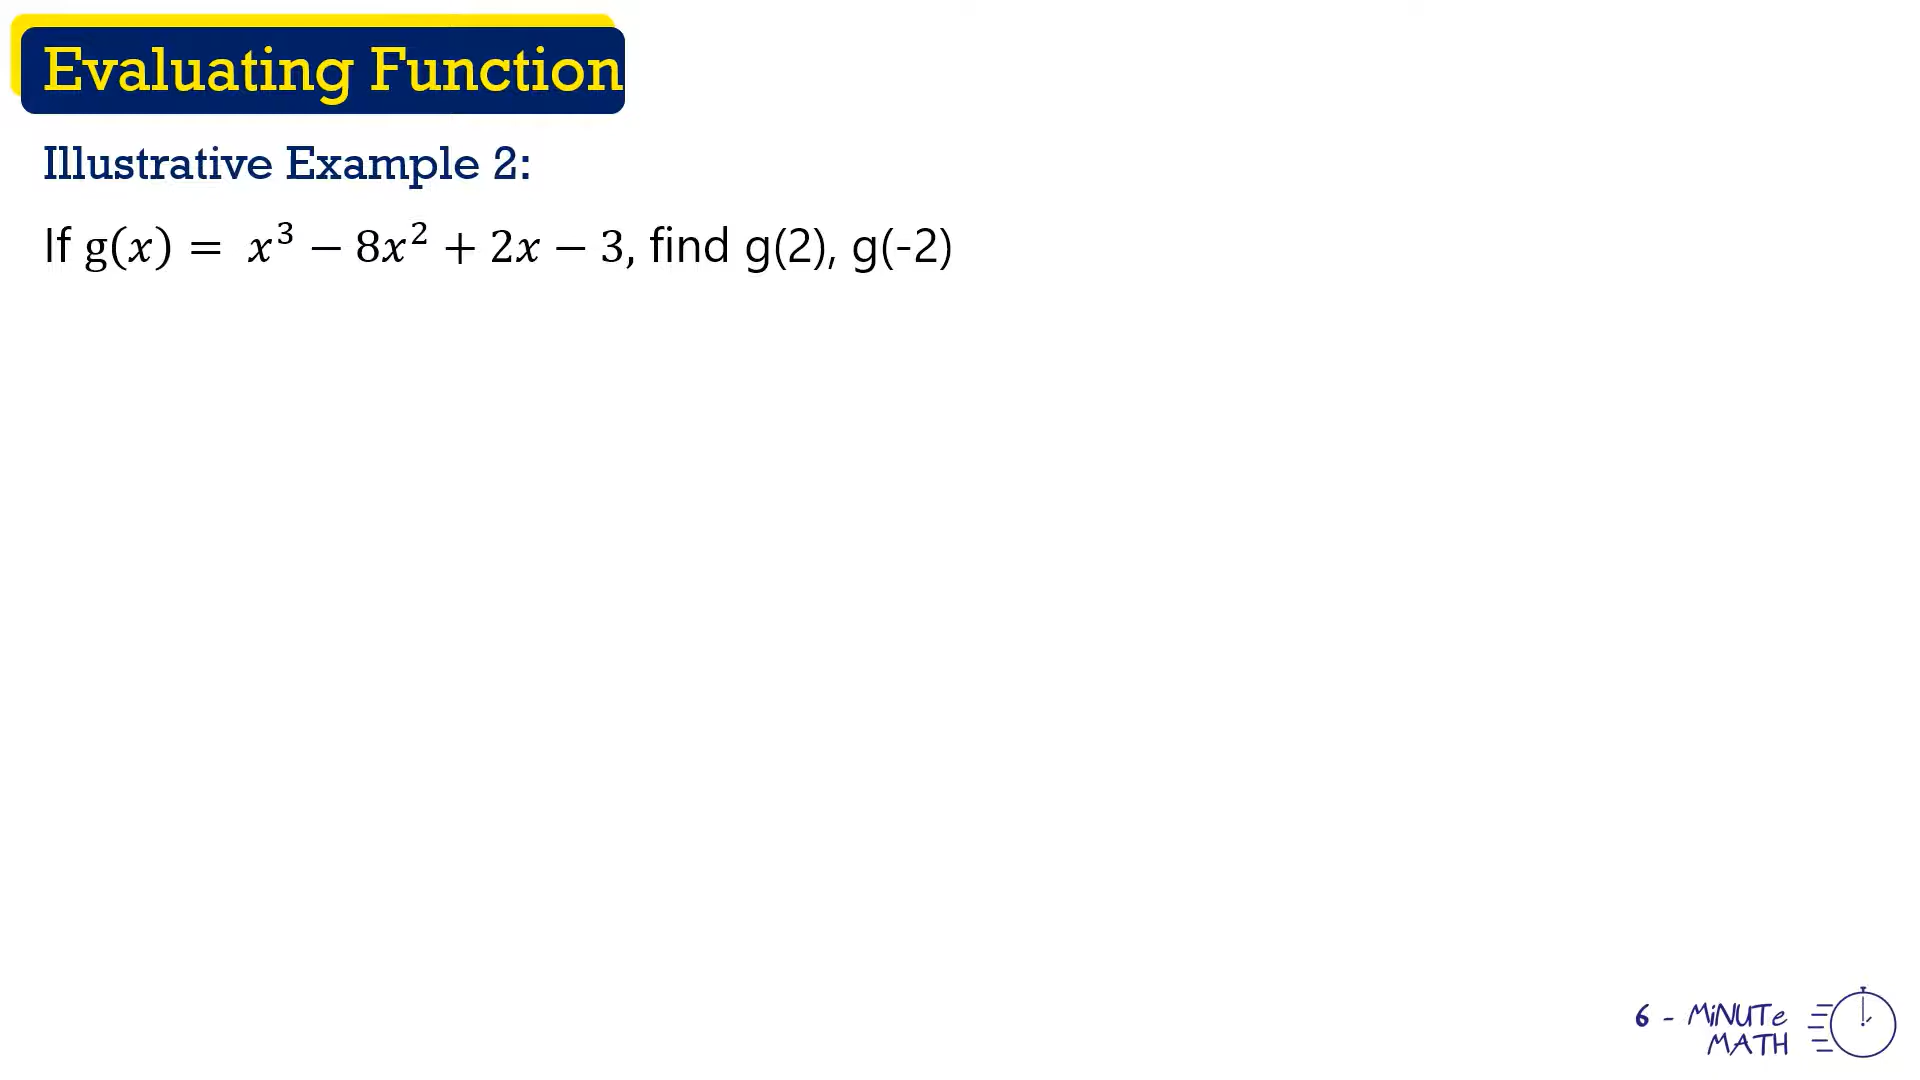 Evaluating Function
Illustrative Example 2:
If g(x) = x³ − 8x² + 2x − 3, find g(2), g(-2)
6 - MiNUTe
MATH